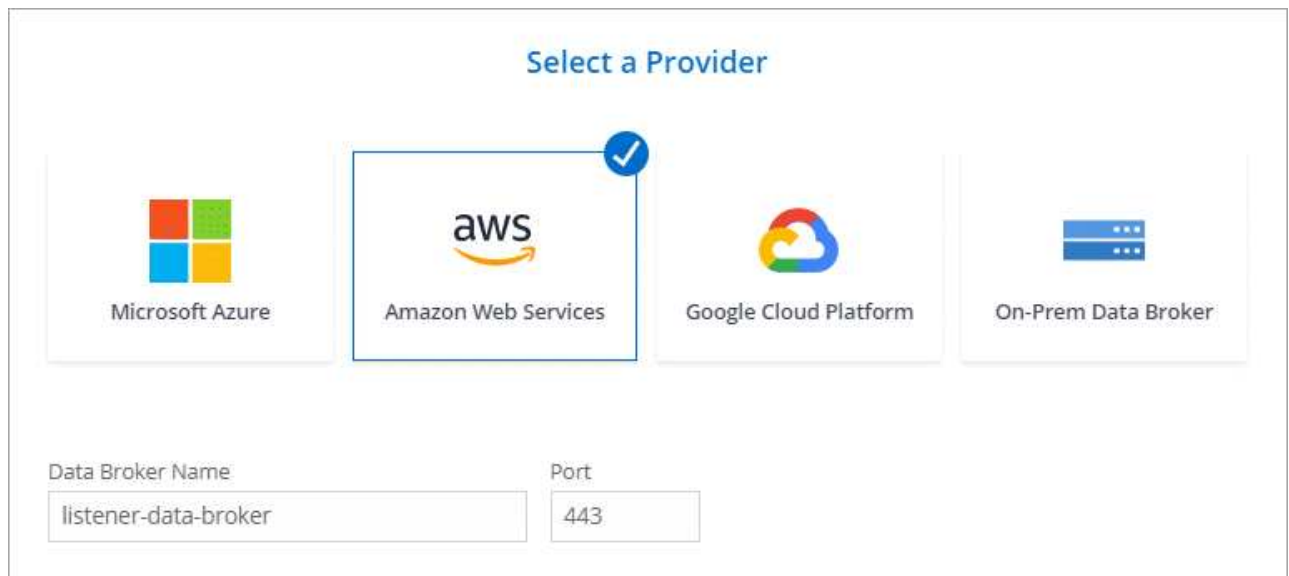 Select a Provider
aws
Microsoft Azure
Amazon Web Services
Google Cloud Platform
On-Prem Data Broker
Data Broker Name
Port
listener-data-broker
443